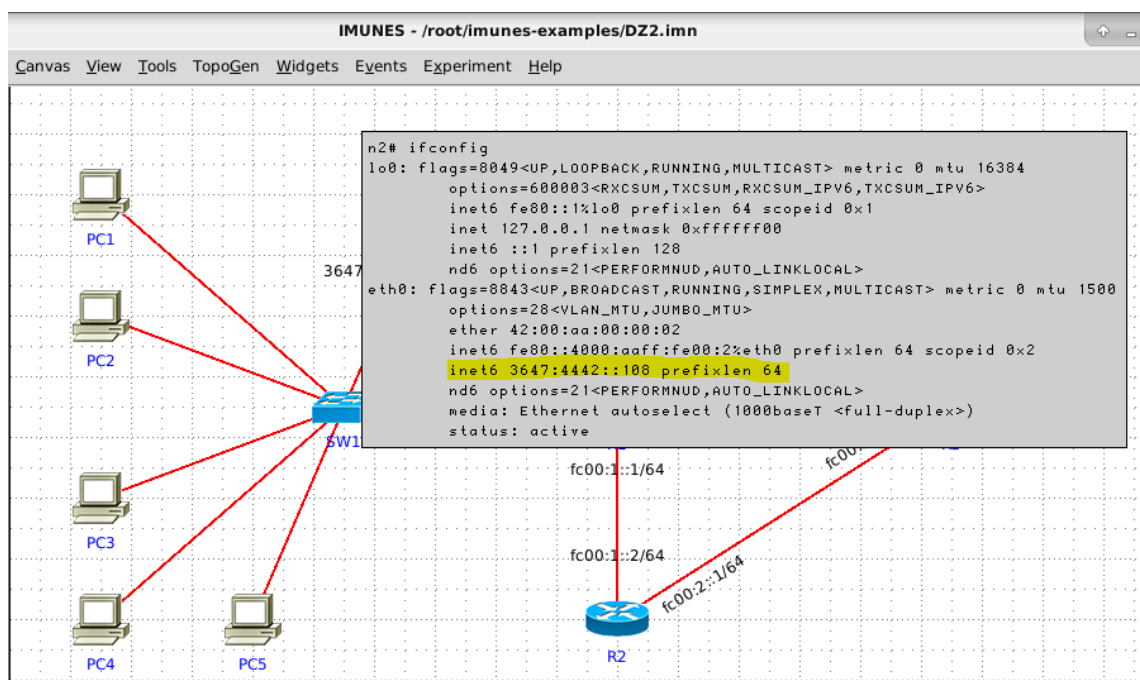 IMUNES - /root/imunes-examples/DZ2.imn
Canvas View Tools TopoGen Widgets Events Experiment Help
n2# ifconfig
lo0: flags=8049<UP,LOOPBACK,RUNNING,MULTICAST> metric 0 mtu 16384
options=600003<RXCSUM,TXCSUM,RXCSUM_IPV6,TXCSUM_IPV6>
inet6 fe80::1%lo0 prefixlen 64 scopeid 0x1
inet 127.0.0.1 netmask 0xffffff00
inet6 ::1 prefixlen 128
nd6 options=21<PERFORMNUD,AUTO_LINKLOCAL>
eth0: flags=8843<UP,BROADCAST,RUNNING,SIMPLEX,MULTICAST> metric 0 mtu 1500
options=28<VLAN_MTU,JUMBO_MTU>
ether 42:00:aa:00:00:02
inet6 fe80::4000:aaff:fe00:2%eth0 prefixlen 64 scopeid 0x2
inet6 3647:4442::108 prefixlen 64
nd6 options=21<PERFORMNUD,AUTO_LINKLOCAL>
media: Ethernet autoselect (1000baseT <full-duplex>)
status: active
PC1
3647
PC2
SW1
fc00:1::1/64
fc00:
PC3
fc00:1::2/64
fc00:2::1/64
R2
PC4
PC5